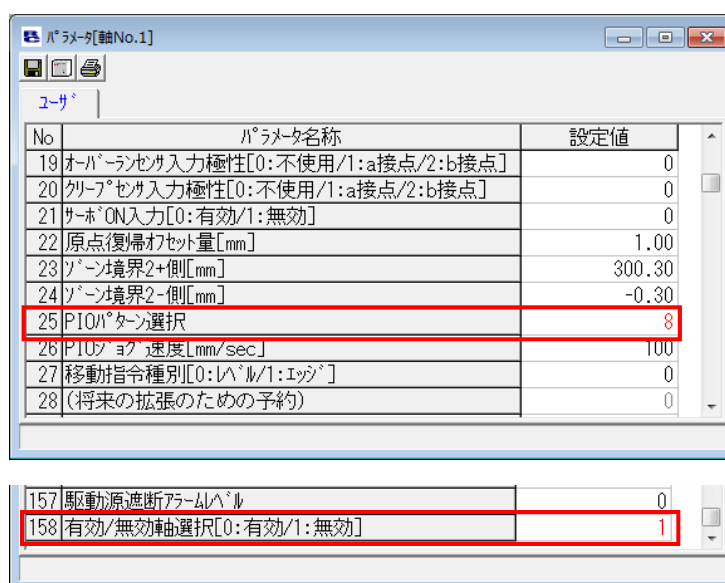 ﾊﾟﾗﾒｰﾀ[軸No.1]
ﾕｰｻﾞ
No ﾊﾟﾗﾒｰﾀ名称 設定値
19 ｵｰﾊﾞｰﾗﾝｾﾝｻ入力極性[0:不使用/1:a接点/2:b接点] 0
20 ｸﾘｰﾌﾟｾﾝｻ入力極性[0:不使用/1:a接点/2:b接点] 0
21 ｻｰﾎﾞON入力[0:有効/1:無効] 0
22 原点復帰ｵﾌｾｯﾄ量[mm] 1.00
23 ｿﾞｰﾝ境界2+側[mm] 300.30
24 ｿﾞｰﾝ境界2-側[mm] -0.30
25 PIOﾊﾟﾀｰﾝ選択 8
26 PIOｼﾞｮｸﾞ速度[mm/sec] 100
27 移動指令種別[0:ﾚﾍﾞﾙ/1:ｴｯｼﾞ] 0
28 (将来の拡張のための予約) 0
157 駆動源遮断ｱﾗｰﾑﾚﾍﾞﾙ 0
158 有効/無効軸選択[0:有効/1:無効] 1